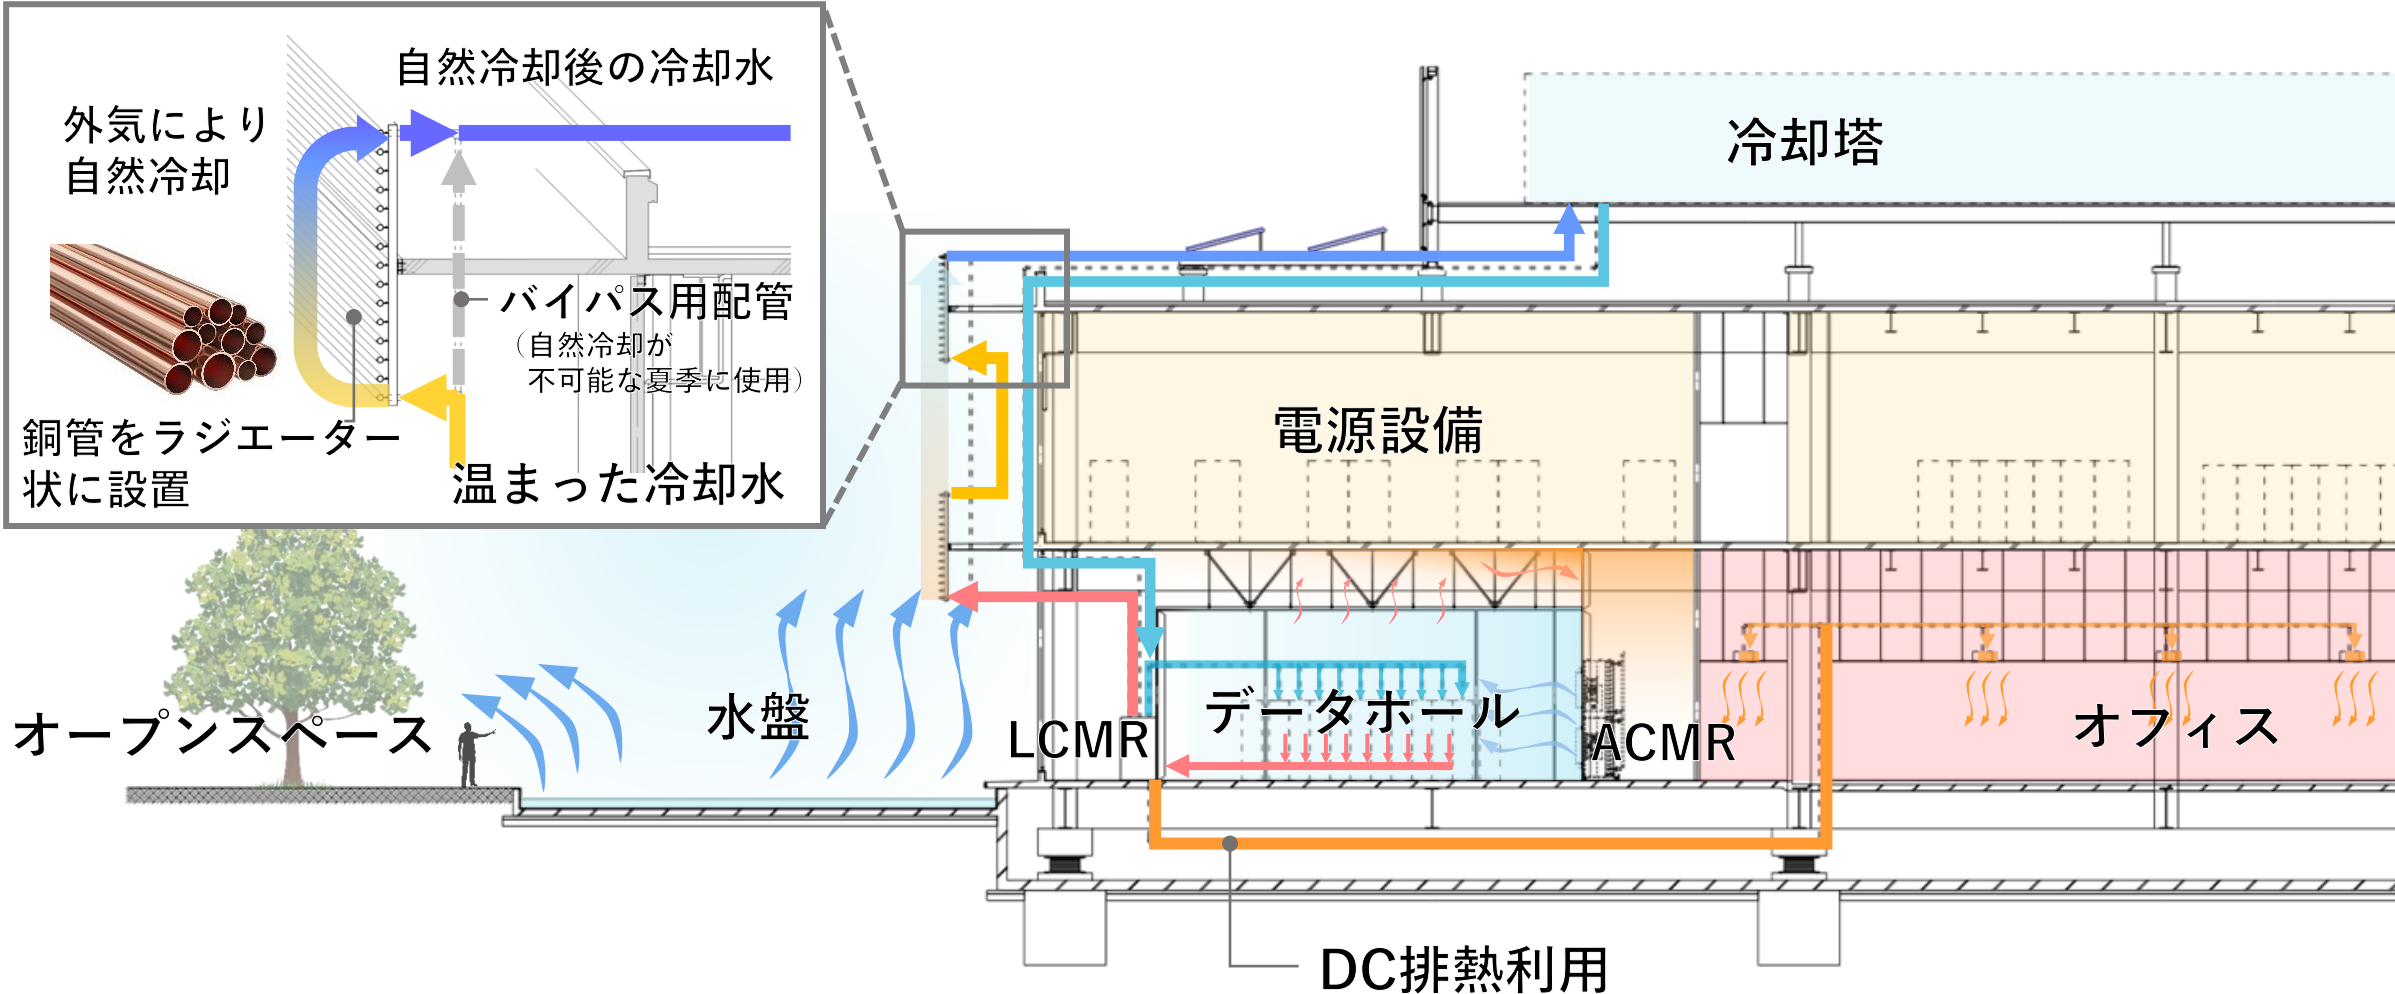 自然冷却後の冷却水
外気により
自然冷却
バイパス用配管
（自然冷却が
不可能な夏季に使用）
銅管をラジエーター
状に設置
温まった冷却水
冷却塔
電源設備
オープンスペース
水盤
LCMR
データホール
ACMR
オフィス
DC排熱利用